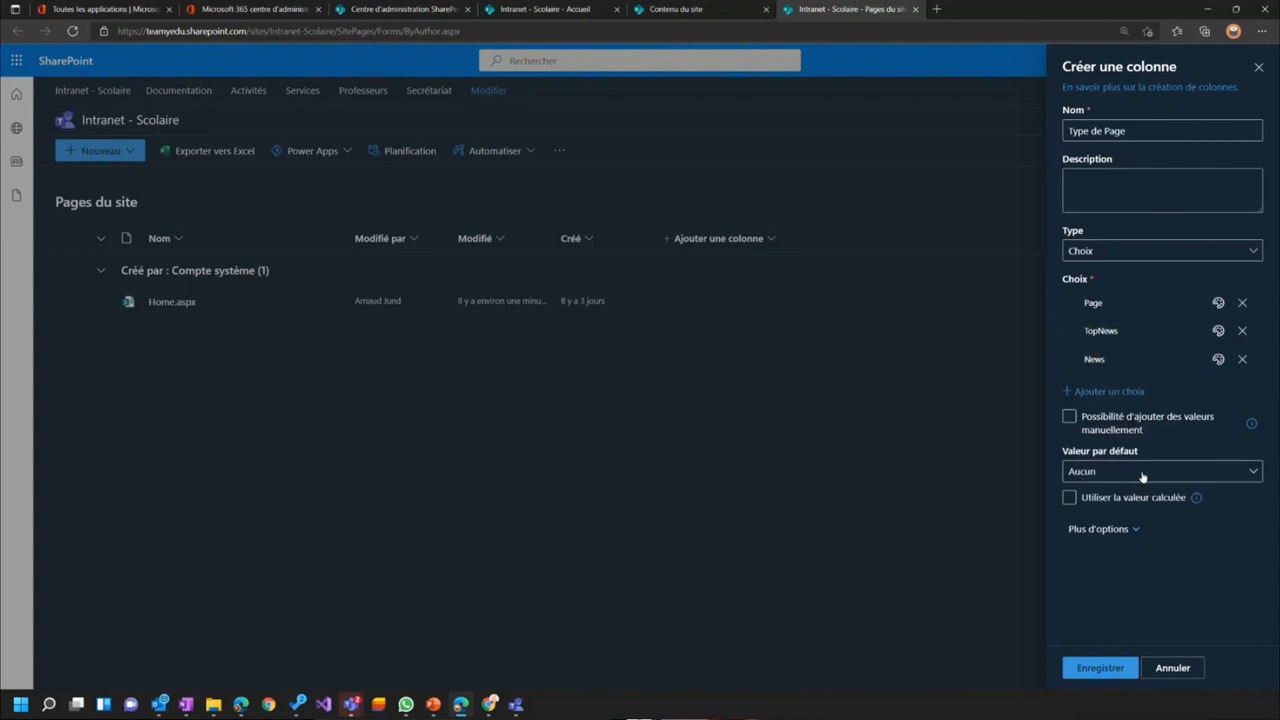 Toutes les applications | Micros
Microsoft 365 centre d'administ
Centre d'administration SharePo
Intranet - Scolaire - Accueil
Contenu du site
Intranet - Scolaire - Pages du sit
https://teamyedu.sharepoint.com/sites/Intranet-Scolaire/SitePages/Forms/ByAuthor.aspx
SharePoint
Rechercher
Intranet - Scolaire
Documentation
Activités
Services
Professeurs
Secrétariat
Modifier
Intranet - Scolaire
+ Nouveau
Exporter vers Excel
Power Apps
Planification
Automatiser
...
Pages du site
Nom
Modifié par
Modifié
Créé
+ Ajouter une colonne
Créé par : Compte système (1)
Home.aspx
Arnaud Jund
Il y a environ une minu...
Il y a 3 jours
Créer une colonne
En savoir plus sur la création de colonnes.
Nom *
Type de Page
Description
Type
Choix
Choix *
Page
TopNews
News
+ Ajouter un choix
Possibilité d'ajouter des valeurs
manuellement
Valeur par défaut
Aucun
Utiliser la valeur calculée
Plus d'options
Enregistrer
Annuler